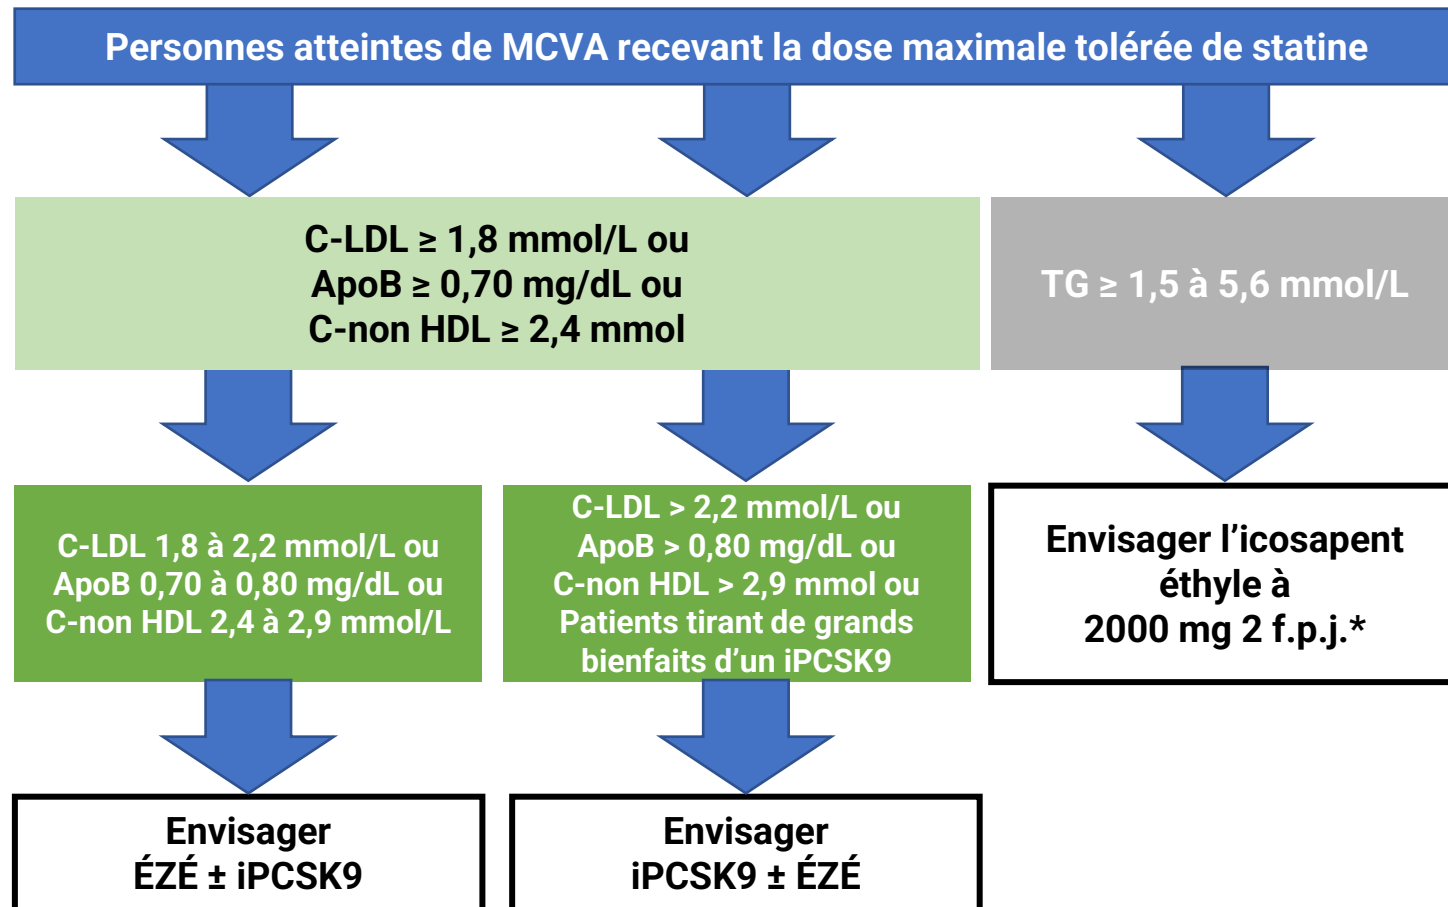 Personnes atteintes de MCVA recevant la dose maximale tolérée de statine
C-LDL ≥ 1,8 mmol/L ou
ApoB ≥ 0,70 mg/dL ou
C-non HDL ≥ 2,4 mmol
TG ≥ 1,5 à 5,6 mmol/L
C-LDL 1,8 à 2,2 mmol/L ou
ApoB 0,70 à 0,80 mg/dL ou
C-non HDL 2,4 à 2,9 mmol/L
C-LDL > 2,2 mmol/L ou
ApoB > 0,80 mg/dL ou
C-non HDL > 2,9 mmol ou
Patients tirant de grands
bienfaits d’un iPCSK9
Envisager l’icosapent
éthyle à
2000 mg 2 f.p.j.*
Envisager
ÉZÉ ± iPCSK9
Envisager
iPCSK9 ± ÉZÉ